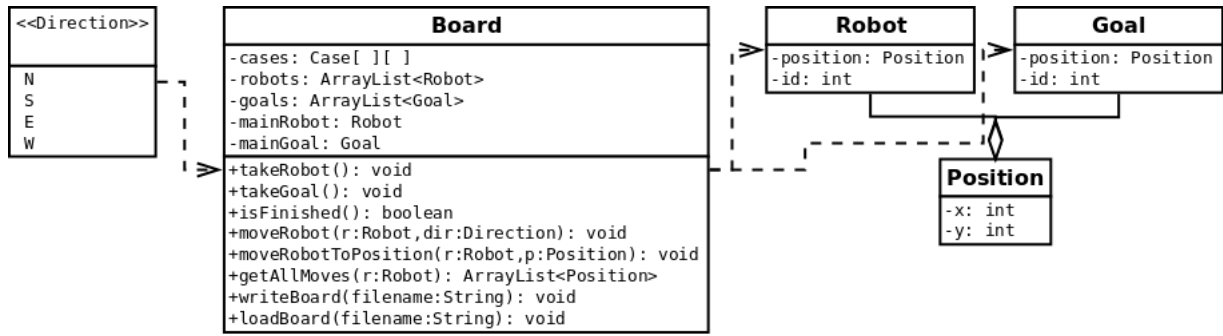 <<Direction>>
N
S
E
W
Board
-cases: Case[ ][ ]
-robots: ArrayList<Robot>
-goals: ArrayList<Goal>
-mainRobot: Robot
-mainGoal: Goal
+takeRobot(): void
+takeGoal(): void
+isFinished(): boolean
+moveRobot(r:Robot,dir:Direction): void
+moveRobotToPosition(r:Robot,p:Position): void
+getAllMoves(r:Robot): ArrayList<Position>
+writeBoard(filename:String): void
+loadBoard(filename:String): void
Robot
-position: Position
-id: int
Goal
-position: Position
-id: int
Position
-x: int
-y: int